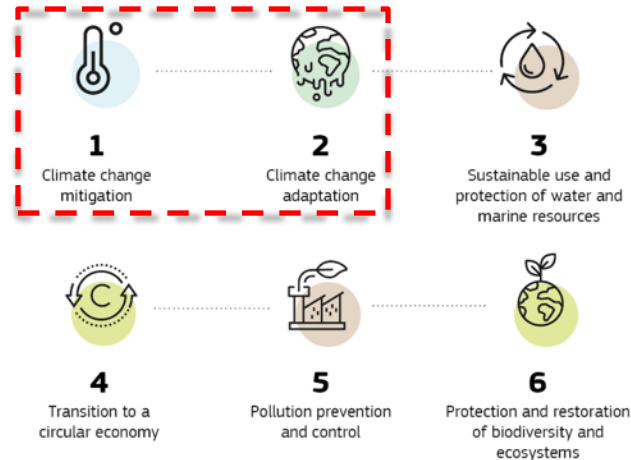 1
Climate change
mitigation
2
Climate change
adaptation
3
Sustainable use and
protection of water and
marine resources
C
4
Transition to a
circular economy
5
Pollution prevention
and control
6
Protection and restoration
of biodiversity and
ecosystems